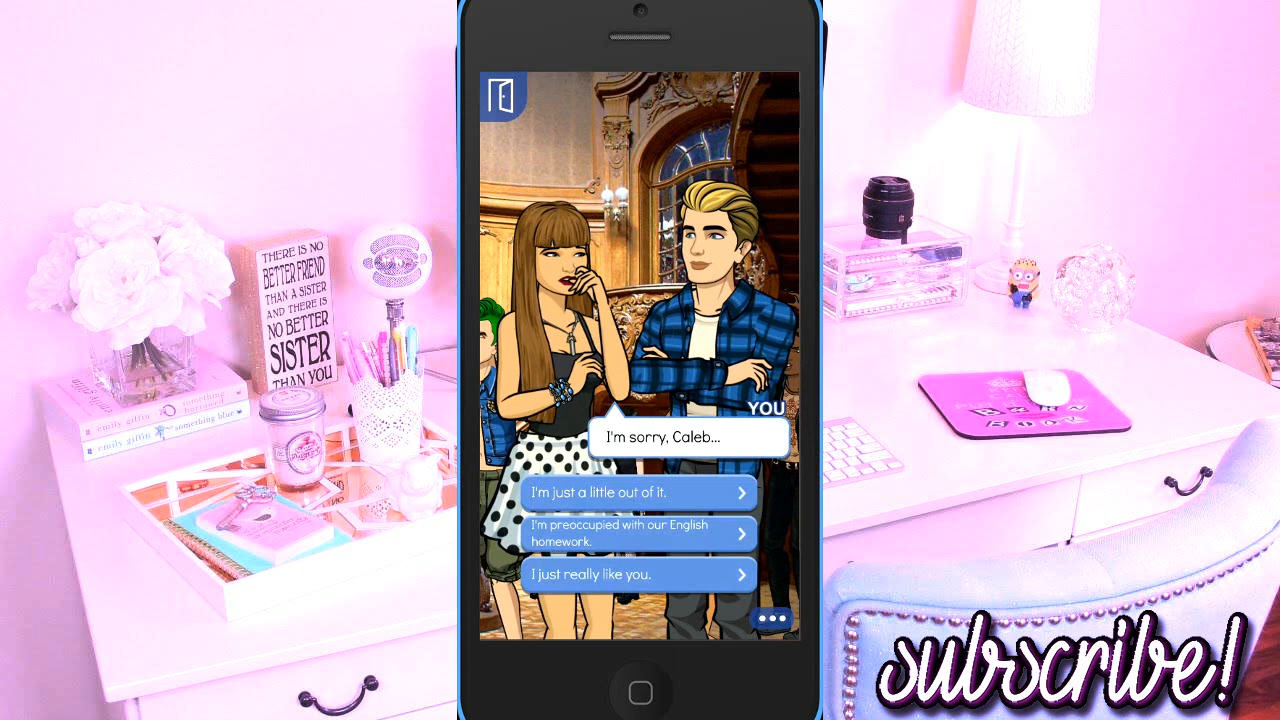 THERE IS NO
BETTER FRIEND
THAN A SISTER
AND THERE IS
NO BETTER
SISTER
THAN YOU
emily giffin
something
borrowed
emily giffin something blue
YOU
I'm sorry, Caleb...
I'm just a little out of it.
I'm preoccupied with our English
homework.
I just really like you.
subscribe!